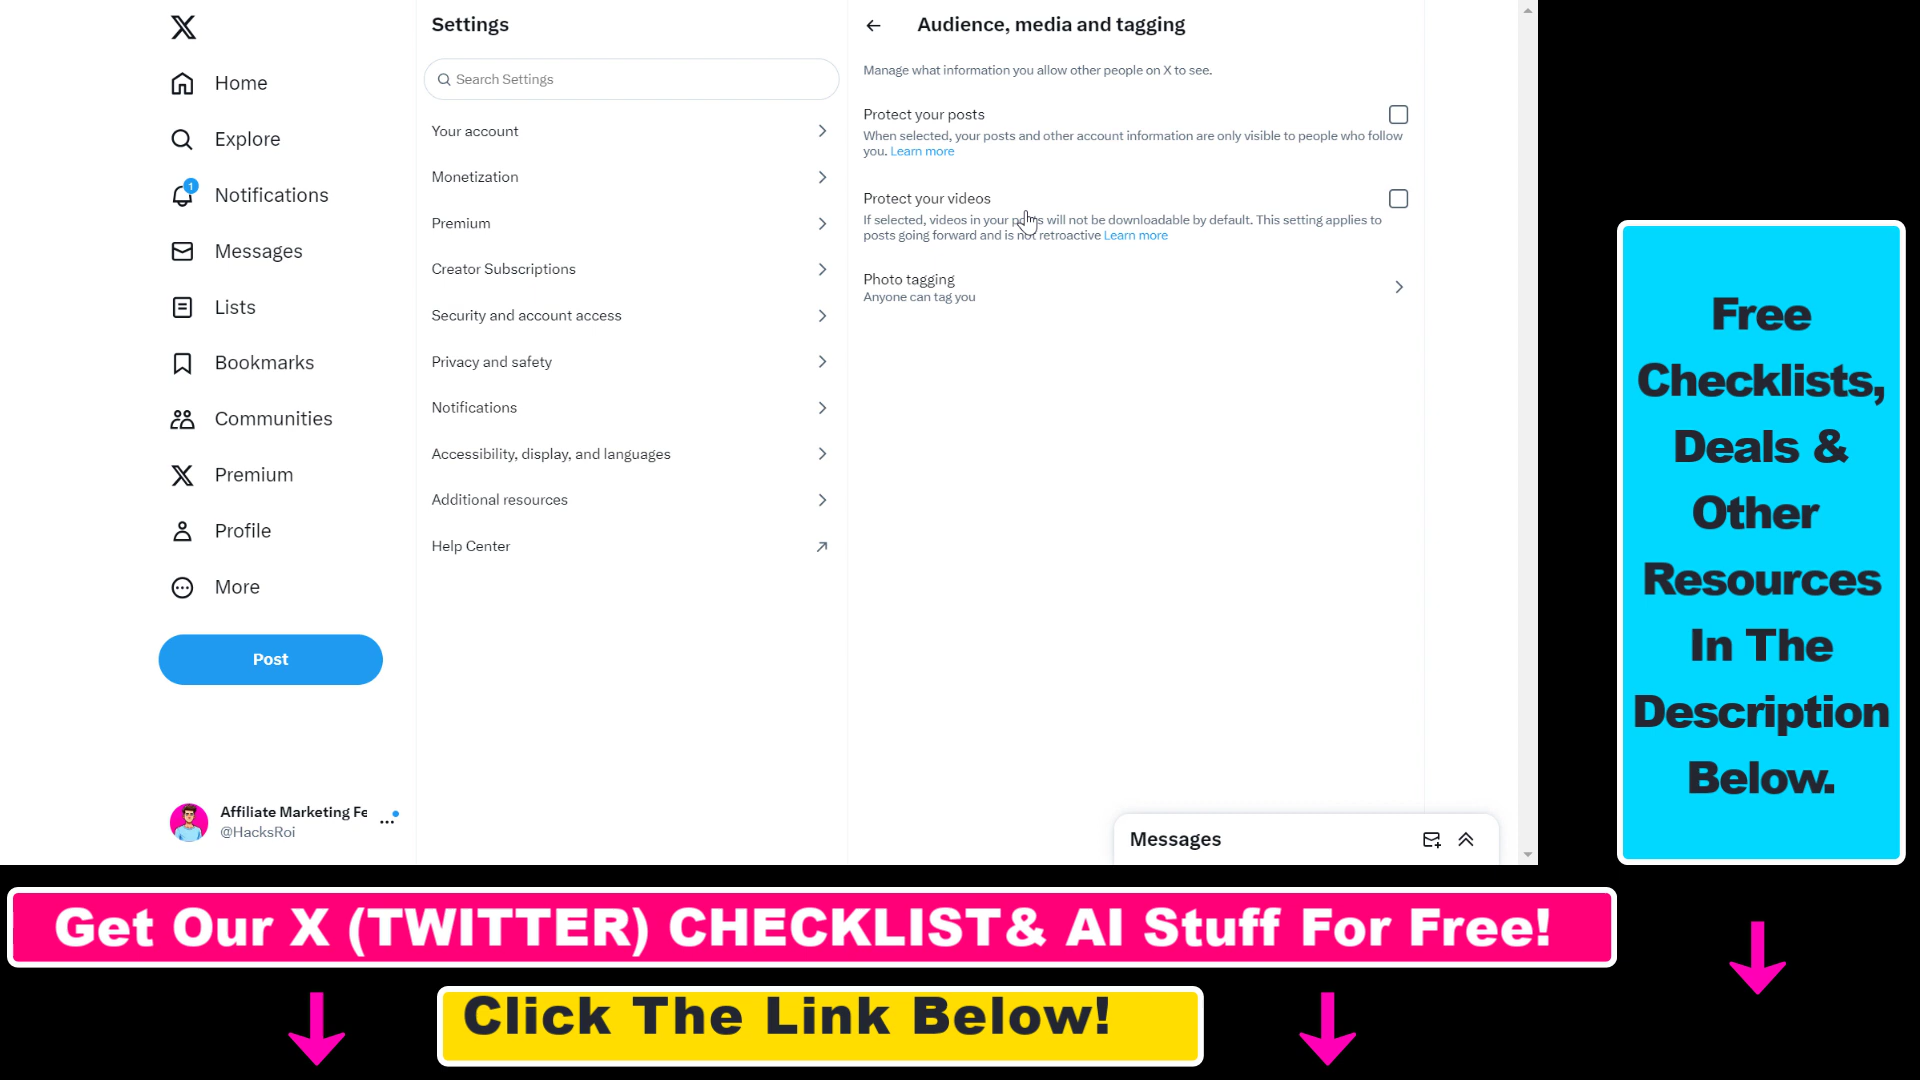 Home
Explore
1
Notifications
Messages
Lists
Bookmarks
Communities
Premium
Profile
More
Post
Affiliate Marketing Fe
@HacksRoi
Settings
Search Settings
Your account
Monetization
Premium
Creator Subscriptions
Security and account access
Privacy and safety
Notifications
Accessibility, display, and languages
Additional resources
Help Center
Audience, media and tagging
Manage what information you allow other people on X to see.
Protect your posts
When selected, your posts and other account information are only visible to people who follow
you. Learn more
Protect your videos
If selected, videos in your posts will not be downloadable by default. This setting applies to
posts going forward and is not retroactive Learn more
Photo tagging
Anyone can tag you
Messages
Free
Checklists,
Deals &
Other
Resources
In The
Description
Below.
Get Our X (TWITTER) CHECKLIST& AI Stuff For Free!
Click The Link Below!